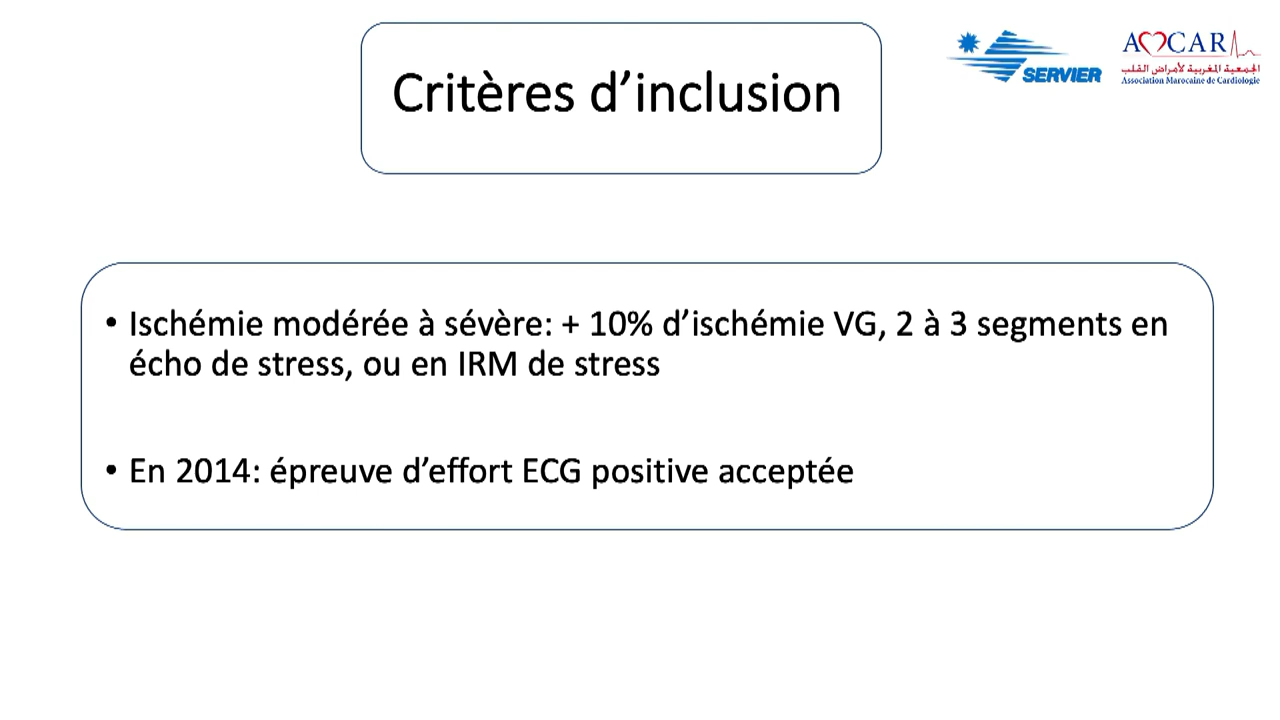 Critères d’inclusion
SERVIER
AMCAR
الجمعية المغربية لأمراض القلب
Association Marocaine de Cardiologie
• Ischémie modérée à sévère: + 10% d’ischémie VG, 2 à 3 segments en
écho de stress, ou en IRM de stress
• En 2014: épreuve d’effort ECG positive acceptée